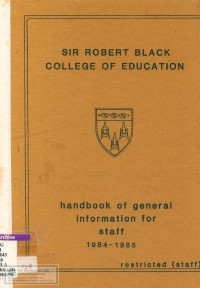 SIR ROBERT BLACK
COLLEGE OF EDUCATION
handbook of general
information for
staff
1984-1985
restricted (staff)